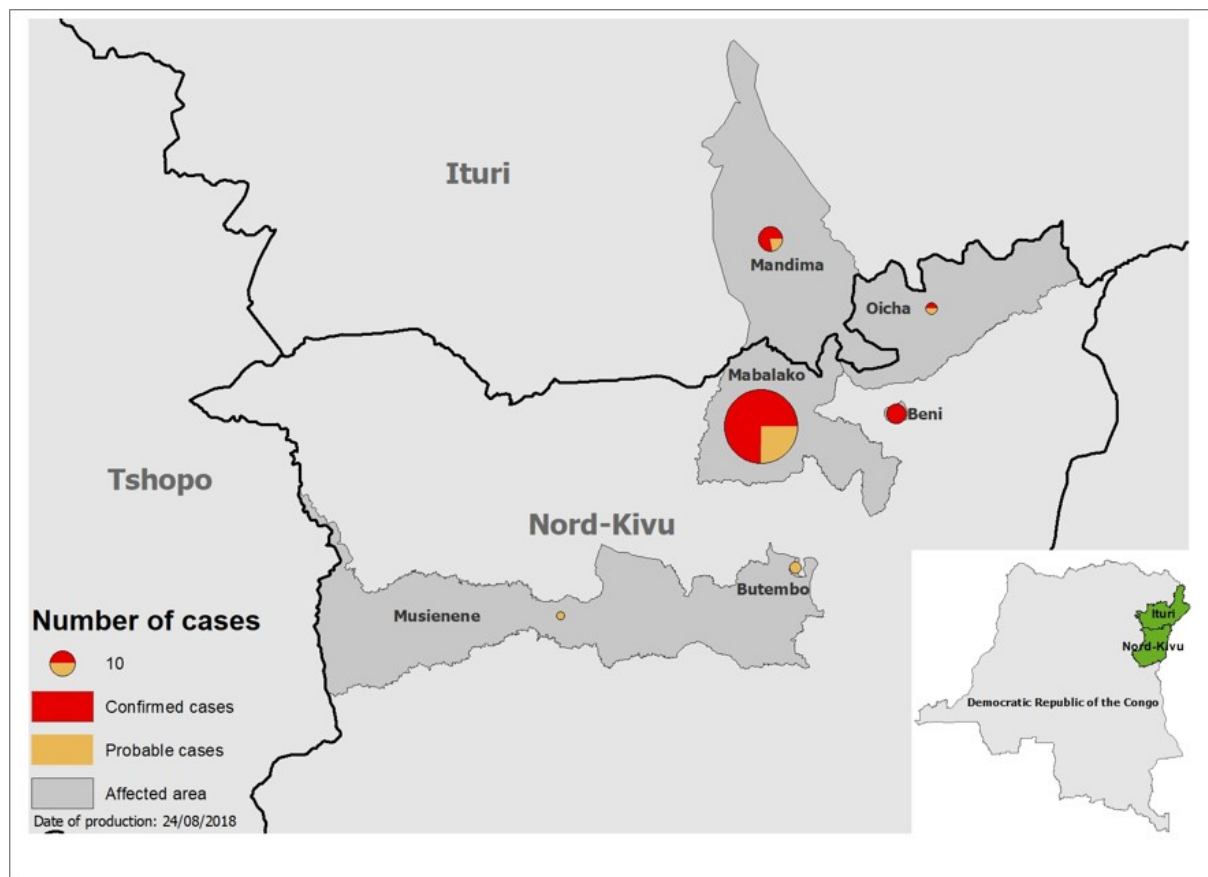 Ituri
Mandima
Oicha
Mabalako
Beni
Tshopo
Nord-Kivu
Butembo
Musienene
Number of cases
10
Confirmed cases
Probable cases
Affected area
Date of production: 24/08/2018
Ituri
Nord-Kivu
Democratic Republic of the Congo